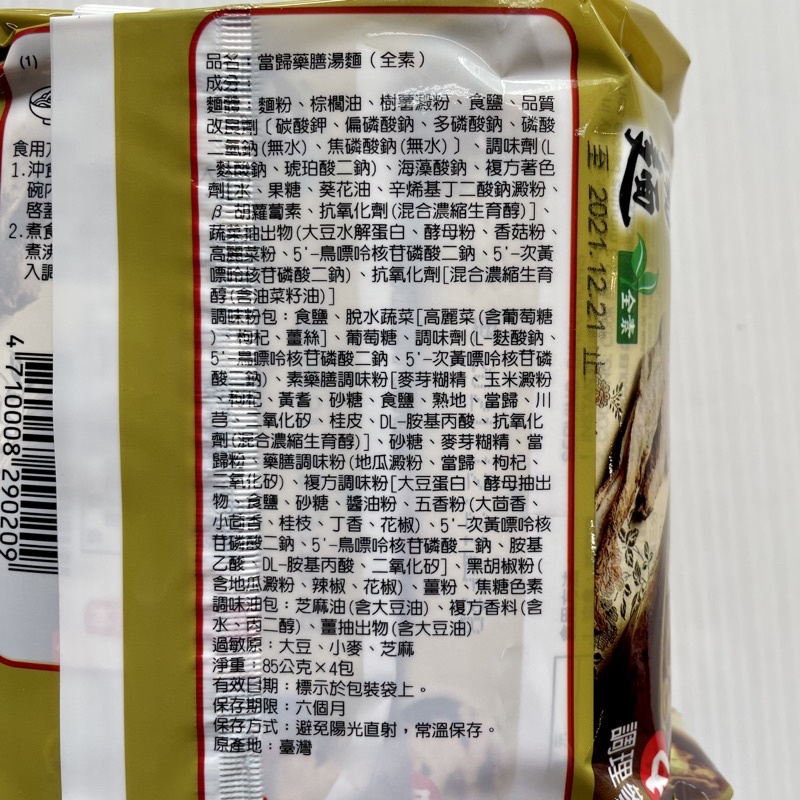 品名：當歸藥膳湯麵（全素）
成分：
麵體：麵粉、棕櫚油、樹薯澱粉、食鹽、品質
改良劑〔碳酸鉀、偏磷酸鈉、多磷酸鈉、磷酸
二氫鈉(無水)、焦磷酸鈉(無水)〕、調味劑(L
-麩酸鈉、琥珀酸二鈉)、海藻酸鈉、複方著色
劑[水、果糖、葵花油、辛烯基丁二酸鈉澱粉、
β-胡蘿蔔素、抗氧化劑(混合濃縮生育醇)]、
蔬菜抽出物(大豆水解蛋白、酵母粉、香菇粉、
高麗菜粉、5'-鳥嘌呤核苷磷酸二鈉、5'-次黃
嘌呤核苷磷酸二鈉)、抗氧化劑[混合濃縮生育
醇(含油菜籽油)]
調味粉包：食鹽、脫水蔬菜[高麗菜(含葡萄糖
)、枸杞、薑絲]、葡萄糖、調味劑(L-麩酸鈉、
5'-鳥嘌呤核苷磷酸二鈉、5'-次黃嘌呤核苷磷
酸二鈉)、素藥膳調味粉[麥芽糊精、玉米澱粉
、枸杞、黃耆、砂糖、食鹽、熟地、當歸、川
芎、二氧化矽、桂皮、DL-胺基丙酸、抗氧化
劑(混合濃縮生育醇)]、砂糖、麥芽糊精、當
歸粉、藥膳調味粉(地瓜澱粉、當歸、枸杞、
二氧化矽)、複方調味粉[大豆蛋白、酵母抽出
物、食鹽、砂糖、醬油粉、五香粉(大茴香、
小茴香、桂枝、丁香、花椒)、5'-次黃嘌呤核
苷磷酸二鈉、5'-鳥嘌呤核苷磷酸二鈉、胺基
乙酸、DL-胺基丙酸、二氧化矽]、黑胡椒粉(
含地瓜澱粉、辣椒、花椒)、薑粉、焦糖色素
調味油包：芝麻油(含大豆油)、複方香料(含
水、丙二醇)、薑抽出物(含大豆油)
過敏原：大豆、小麥、芝麻
淨重：85公克×4包
有效日期：標示於包裝袋上。
保存期限：六個月
保存方式：避免陽光直射，常溫保存。
原產地：臺灣
(1)
食用方
1.沖食
碗內
啓蓋
2.煮食
煮沸
入調
4 710008 290209
至 2021.12.21 止
全素
調理